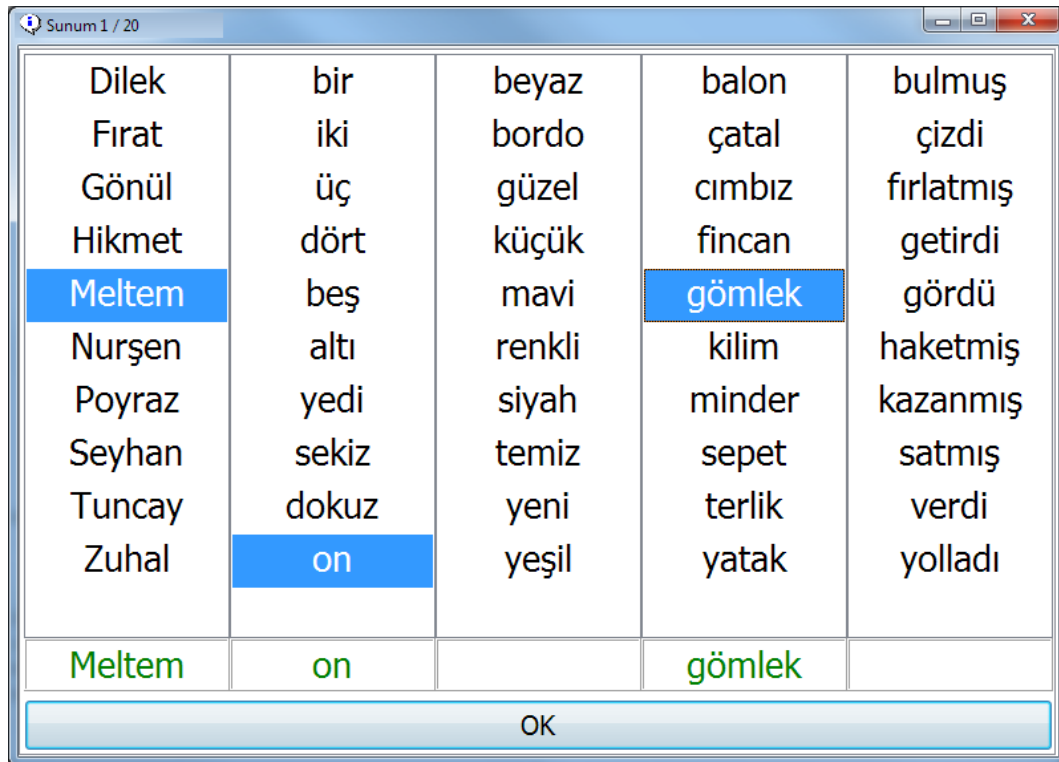 Sunum 1 / 20
Dilek bir beyaz balon bulmuş
Fırat iki bordo çatal çizdi
Gönül üç güzel cımbız fırlatmış
Hikmet dört küçük fincan getirdi
Meltem beş mavi gömlek gördü
Nurşen altı renkli kilim haketmiş
Poyraz yedi siyah minder kazanmış
Seyhan sekiz temiz sepet satmış
Tuncay dokuz yeni terlik verdi
Zuhal on yeşil yatak yolladı
Meltem on gömlek
OK